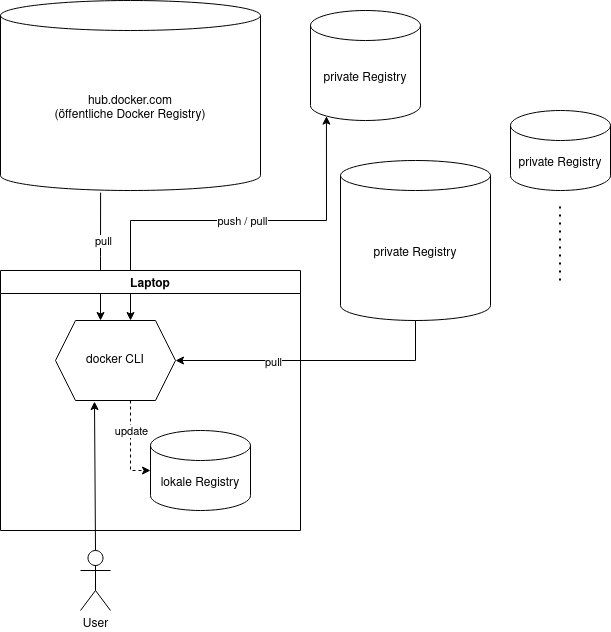 hub.docker.com
(öffentliche Docker Registry)
private Registry
private Registry
push / pull
pull
private Registry
Laptop
docker CLI
pull
update
lokale Registry
User